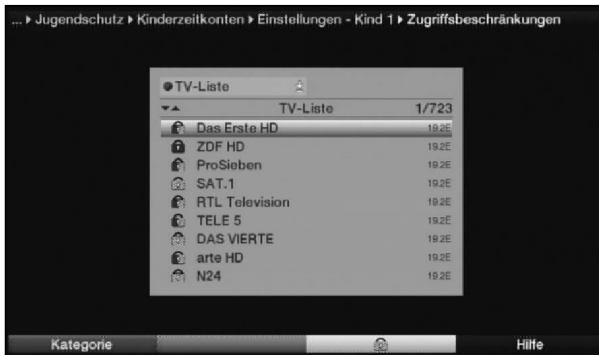 ... Jugendschutz Kinderzeitkonten Einstellungen - Kind 1 Zugriffsbeschränkungen
TV-Liste
TV-Liste 1/723
Das Erste HD 19.2E
ZDF HD 19.2E
ProSieben 19.2E
SAT.1 19.2E
RTL Television 19.2E
TELE 5 19.2E
DAS VIERTE 19.2E
arte HD 19.2E
N24 19.2E
Kategorie Hilfe